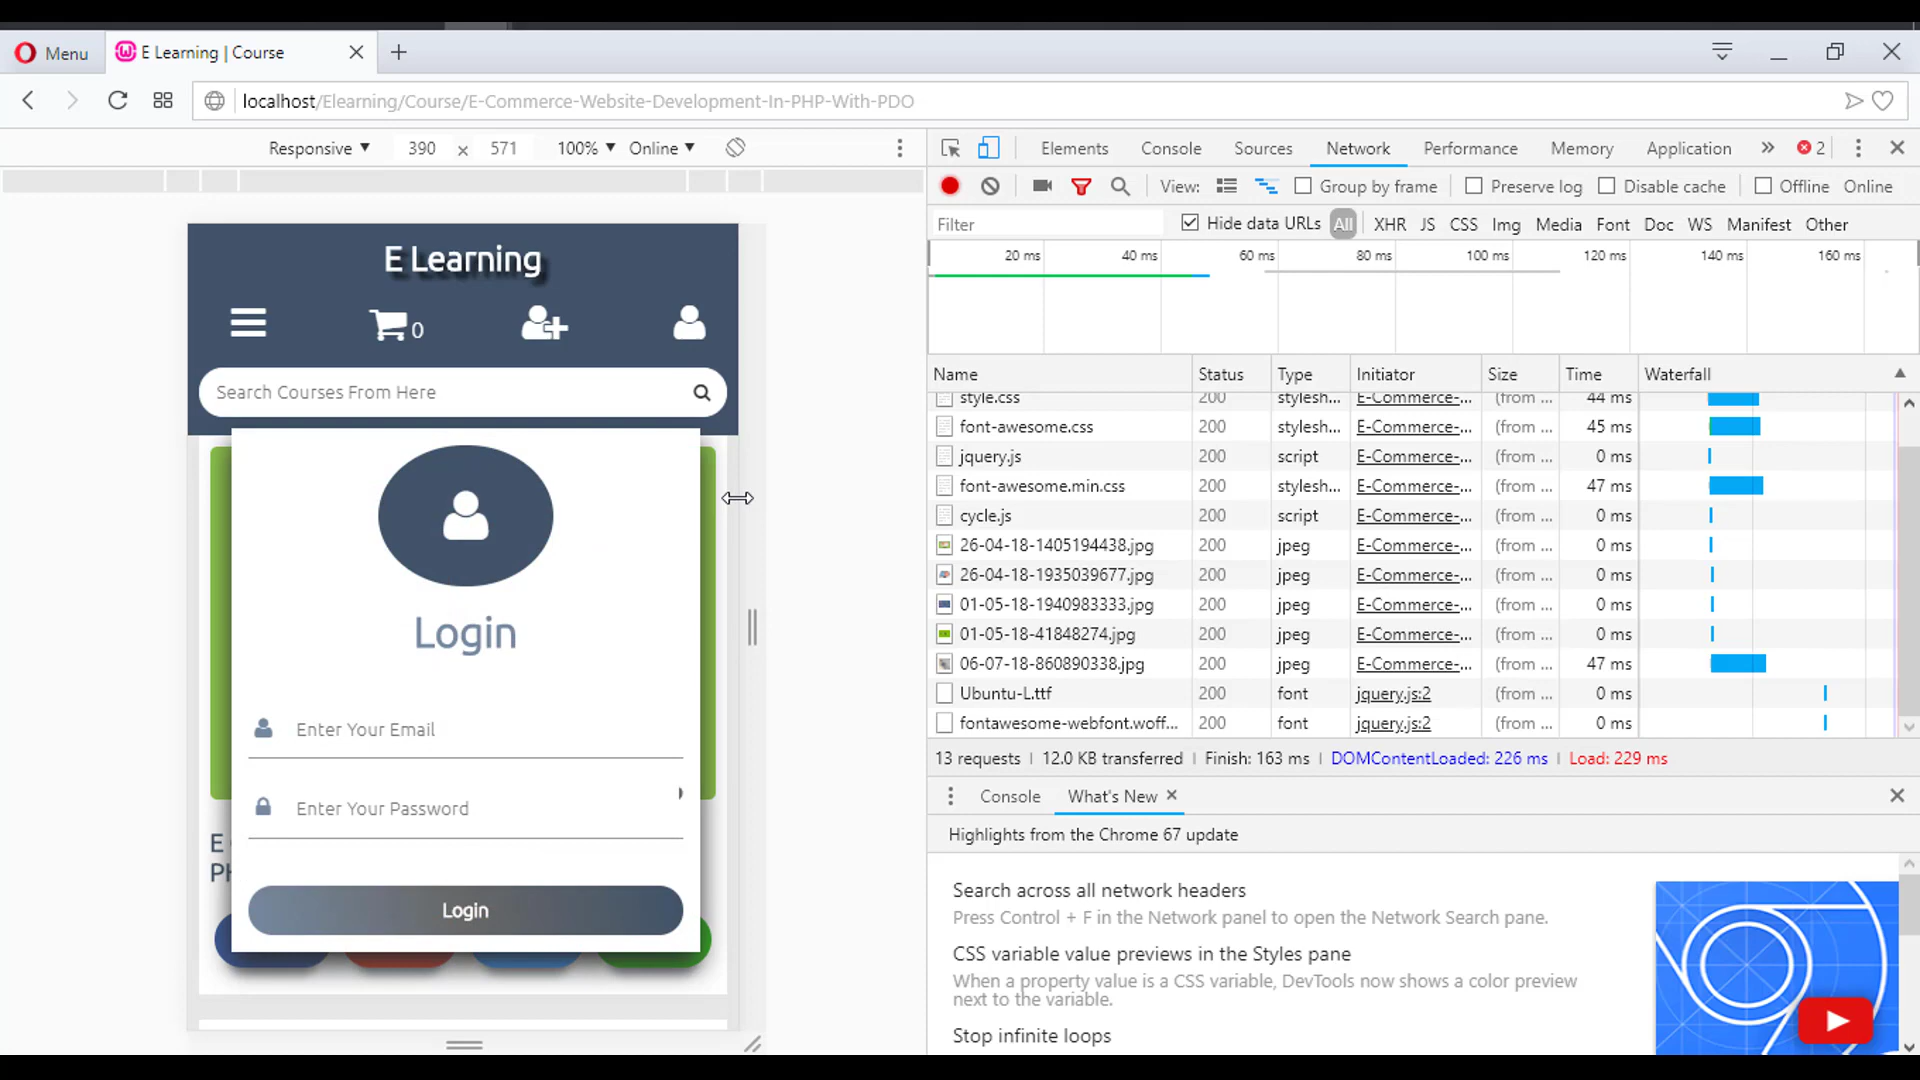 Menu
E Learning | Course
localhost/Elearning/Course/E-Commerce-Website-Development-In-PHP-With-PDO
Responsive 390 x 571 100% Online
E Learning
0
Search Courses From Here
Login
Enter Your Email
Enter Your Password
E
Login
Elements Console Sources Network Performance Memory Application » 2
View: Group by frame Preserve log Disable cache Offline Online
Filter Hide data URLs All XHR JS CSS Img Media Font Doc WS Manifest Other
20 ms 40 ms 60 ms 80 ms 100 ms 120 ms 140 ms 160 ms
Name Status Type Initiator Size Time Waterfall
style.css 200 stylesh... E-Commerce-... (from ... 44 ms
font-awesome.css 200 stylesh... E-Commerce-... (from ... 45 ms
jquery.js 200 script E-Commerce-... (from ... 0 ms
font-awesome.min.css 200 stylesh... E-Commerce-... (from ... 47 ms
cycle.js 200 script E-Commerce-... (from ... 0 ms
26-04-18-1405194438.jpg 200 jpeg E-Commerce-... (from ... 0 ms
26-04-18-1935039677.jpg 200 jpeg E-Commerce-... (from ... 0 ms
01-05-18-1940983333.jpg 200 jpeg E-Commerce-... (from ... 0 ms
01-05-18-41848274.jpg 200 jpeg E-Commerce-... (from ... 0 ms
06-07-18-860890338.jpg 200 jpeg E-Commerce-... (from ... 47 ms
Ubuntu-L.ttf 200 font jquery.js:2 (from ... 0 ms
fontawesome-webfont.woff... 200 font jquery.js:2 (from ... 0 ms
13 requests | 12.0 KB transferred | Finish: 163 ms | DOMContentLoaded: 226 ms | Load: 229 ms
Console What's New
Highlights from the Chrome 67 update
Search across all network headers
Press Control + F in the Network panel to open the Network Search pane.
CSS variable value previews in the Styles pane
When a property value is a CSS variable, DevTools now shows a color preview
next to the variable.
Stop infinite loops